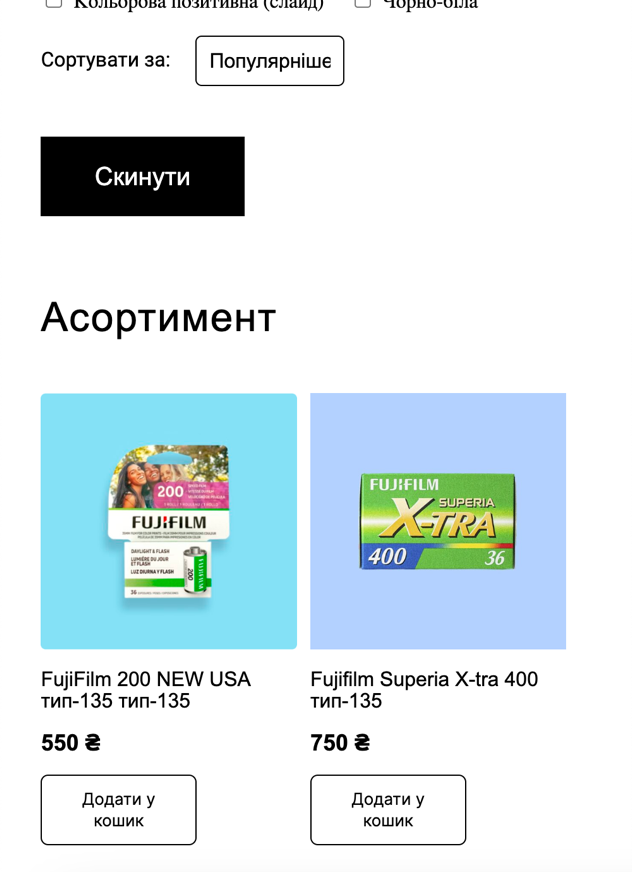 Кольорова позитивна (слайд) Чорно-біла
Сортувати за: Популярніше
Скинути
Асортимент
200
FUJIFILM
DAYLIGHT & FLASH
LUMIÈRE DU JOUR
ET FLASH
LUZ DIURNA Y FLASH
36
200
FUJIFILM
FUJIFILM
SUPERIA
X-TRA
400 36
FujiFilm 200 NEW USA
тип-135 тип-135
550 ₴
Додати у
кошик
Fujifilm Superia X-tra 400
тип-135
750 ₴
Додати у
кошик